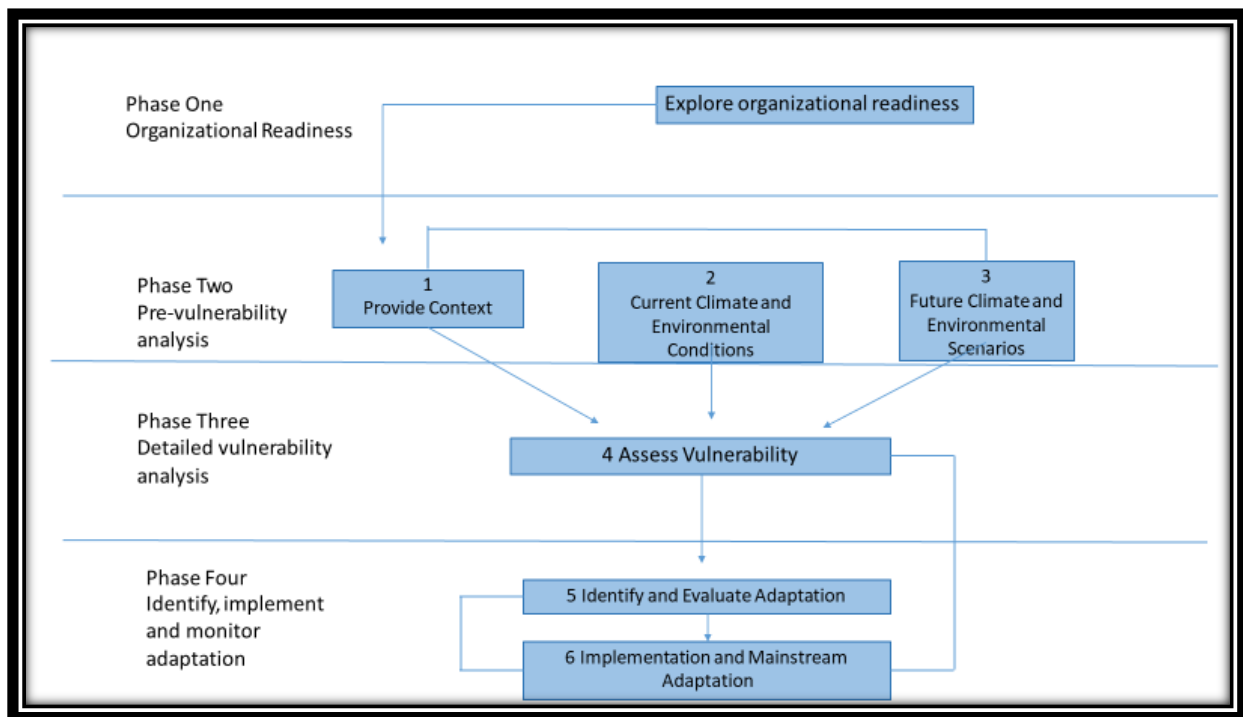 Phase One
Organizational Readiness
Explore organizational readiness
Phase Two
Pre-vulnerability
analysis
1
Provide Context
2
Current Climate and
Environmental
Conditions
3
Future Climate and
Environmental
Scenarios
Phase Three
Detailed vulnerability
analysis
4 Assess Vulnerability
Phase Four
Identify, implement
and monitor
adaptation
5 Identify and Evaluate Adaptation
6 Implementation and Mainstream
Adaptation